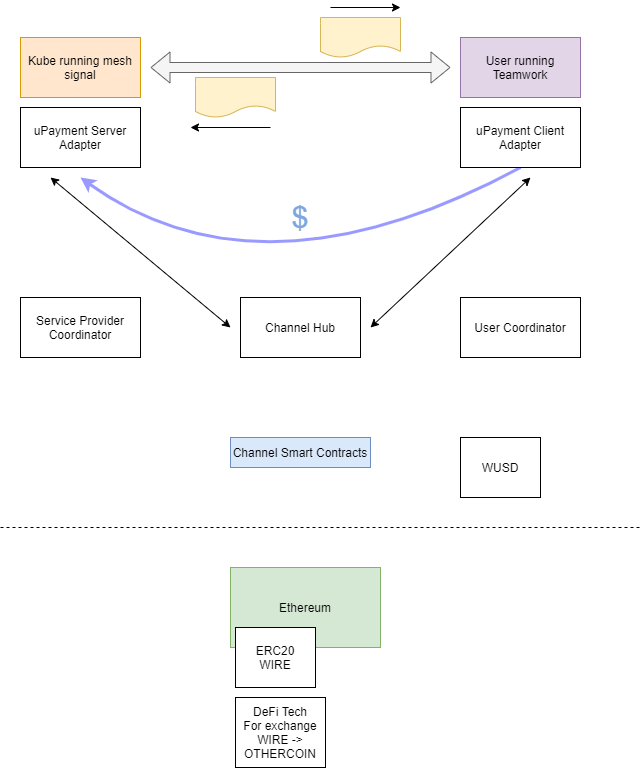 Kube running mesh
signal
User running
Teamwork
uPayment Server
Adapter
uPayment Client
Adapter
$
Service Provider
Coordinator
Channel Hub
User Coordinator
Channel Smart Contracts
WUSD
Ethereum
ERC20
WIRE
DeFi Tech
For exchange
WIRE ->
OTHERCOIN